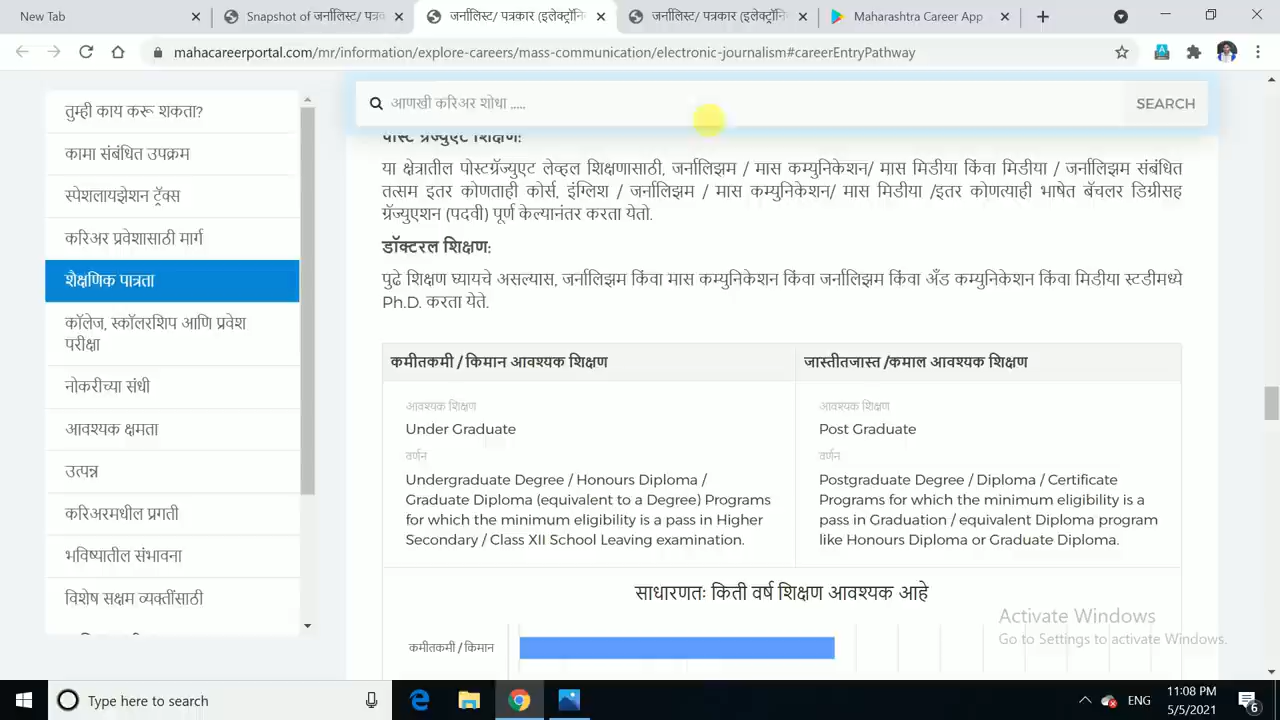 New Tab
Snapshot of जर्नालिस्ट/ पत्रव
जर्नालिस्ट/ पत्रकार (इलेक्ट्रॉनि
जर्नालिस्ट/ पत्रकार (इलेक्ट्रॉनि
Maharashtra Career App
mahacareerportal.com/mr/information/explore-careers/mass-communication/electronic-journalism#careerEntryPathway
आणखी करिअर शोधा .....
SEARCH
तुम्ही काय करू शकता?
कामा संबंधित उपक्रम
स्पेशलायझेशन ट्रॅक्स
करिअर प्रवेशासाठी मार्ग
शैक्षणिक पात्रता
कॉलेज, स्कॉलरशिप आणि प्रवेश
परीक्षा
नोकरीच्या संधी
आवश्यक क्षमता
उत्पन्न
करिअरमधील प्रगती
भविष्यातील संभावना
विशेष सक्षम व्यक्तींसाठी
पोस्ट ग्रॅज्युएट शिक्षण:
या क्षेत्रातील पोस्टग्रॅज्युएट लेव्हल शिक्षणासाठी, जर्नालिझम / मास कम्युनिकेशन/ मास मिडीया किंवा मिडीया / जर्नालिझम संबंधित
तत्सम इतर कोणताही कोर्स, इंग्लिश / जर्नालिझम / मास कम्युनिकेशन/ मास मिडीया /इतर कोणत्याही भाषेत बॅचलर डिग्रीसह
ग्रॅज्युएशन (पदवी) पूर्ण केल्यानंतर करता येतो.
डॉक्टरल शिक्षण:
पुढे शिक्षण घ्यायचे असल्यास, जर्नालिझम किंवा मास कम्युनिकेशन किंवा जर्नालिझम किंवा अँड कम्युनिकेशन किंवा मिडीया स्टडीमध्ये
Ph.D. करता येते.
कमीतकमी / किमान आवश्यक शिक्षण
जास्तीतजास्त /कमाल आवश्यक शिक्षण
आवश्यक शिक्षण
Under Graduate
वर्णन
Undergraduate Degree / Honours Diploma /
Graduate Diploma (equivalent to a Degree) Programs
for which the minimum eligibility is a pass in Higher
Secondary / Class XII School Leaving examination.
आवश्यक शिक्षण
Post Graduate
वर्णन
Postgraduate Degree / Diploma / Certificate
Programs for which the minimum eligibility is a
pass in Graduation / equivalent Diploma program
like Honours Diploma or Graduate Diploma.
साधारणतः किती वर्ष शिक्षण आवश्यक आहे
कमीतकमी / किमान
Activate Windows
Go to Settings to activate Windows.
Type here to search
ENG
11:08 PM
5/5/2021
6